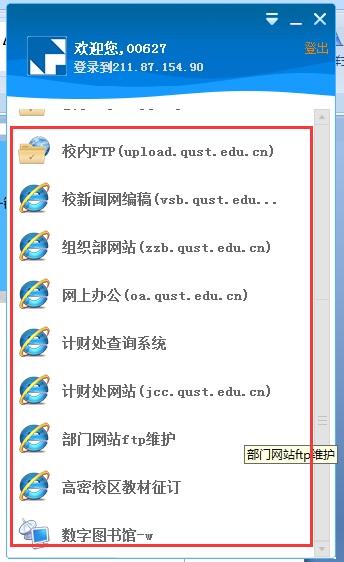 欢迎您,00627
登出
登录到211.87.154.90
校内FTP(upload.qust.edu.cn)
校新闻网编稿(vsb.qust.edu...
组织部网站(zzb.qust.edu.cn)
网上办公(oa.qust.edu.cn)
计财处查询系统
计财处网站(jcc.qust.edu.cn)
部门网站ftp维护
部门网站ftp维护
高密校区教材征订
数字图书馆-w